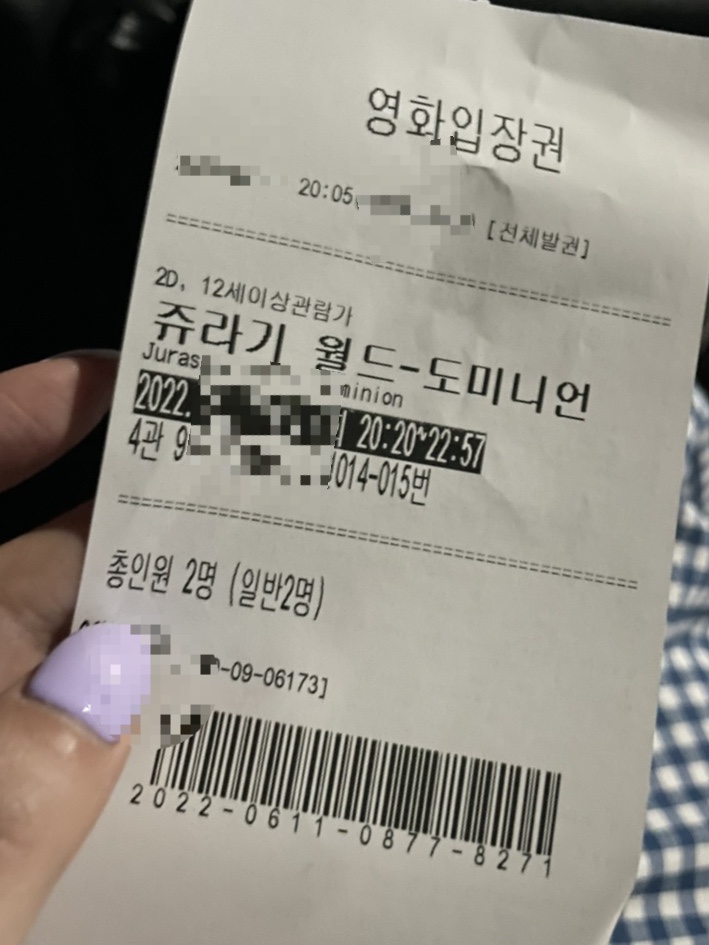 영화입장권
20:05 [전체발권]
2D, 12세이상관람가
쥬라기 월드-도미니언
Juras minion
2022. 20:20~22:57
4관 9 014-015번
총인원 2명 (일반2명)
-09-06173]
2022-0611-0877-8271